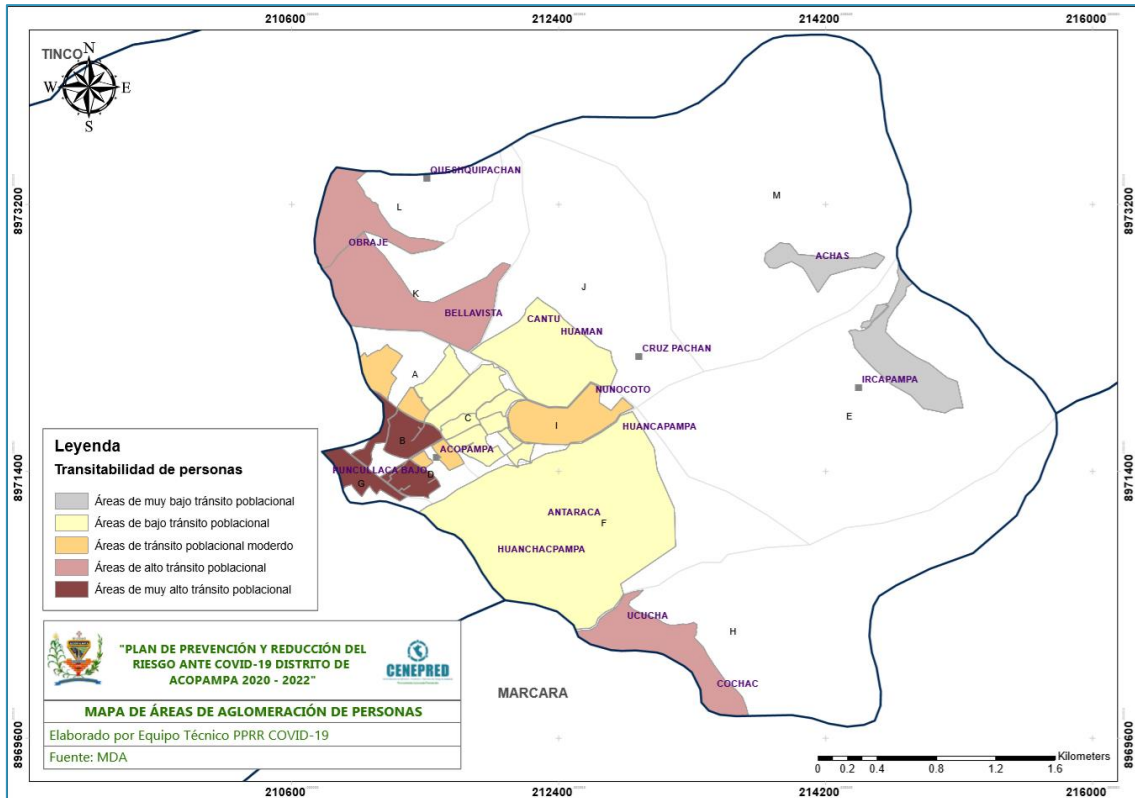 210600 212400 214200 216000
TINCO
N
W E
S
8973200 8973200
QUESHQUIPACHAN
L
M
OBRAJE
ACHAS
K
J
BELLAVISTA
CANTU
HUAMAN
CRUZ PACHAN
A
IRCAPAMPA
NUNOCOTO
E
C
I
HUANCAPAMPA
B
ACOPAMPA
8971400 8971400
PUNCULLACA BAJO
D
G
ANTARACA
F
HUANCHACPAMPA
UCUCHA
H
COCHAC
MARCARA
8969600 8969600
Leyenda
Transitabilidad de personas
Áreas de muy bajo tránsito poblacional
Áreas de bajo tránsito poblacional
Áreas de tránsito poblacional moderdo
Áreas de alto tránsito poblacional
Áreas de muy alto tránsito poblacional
"PLAN DE PREVENCIÓN Y REDUCCIÓN DEL
RIESGO ANTE COVID-19 DISTRITO DE
ACOPAMPA 2020 - 2022"
CENEPRED
MAPA DE ÁREAS DE AGLOMERACIÓN DE PERSONAS
Elaborado por Equipo Técnico PPRR COVID-19
Fuente: MDA
Kilometers
0 0.2 0.4 0.8 1.2 1.6
210600 212400 214200 216000